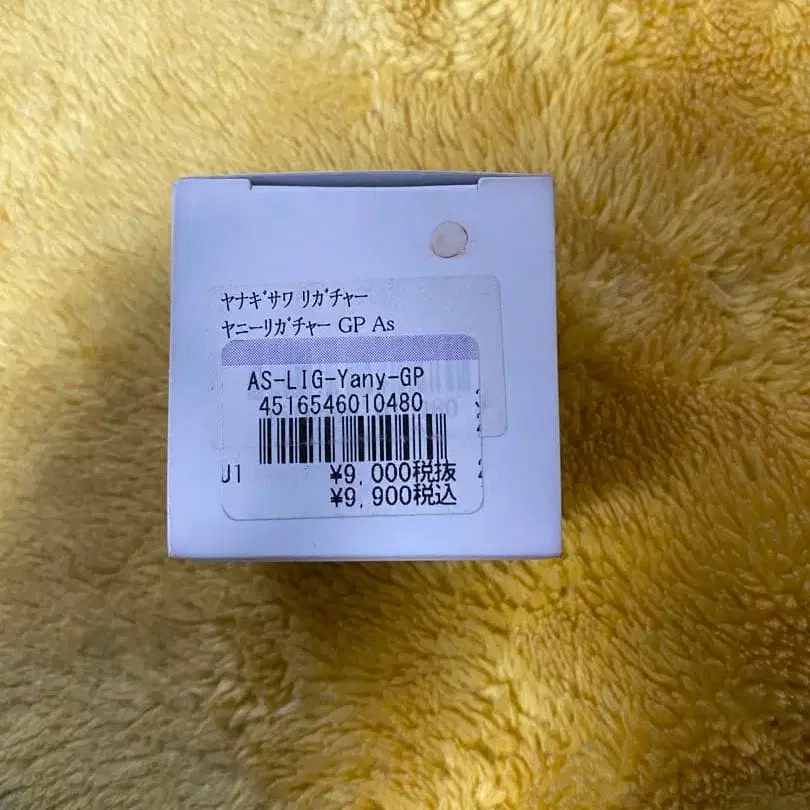 ヤナギサワ リガチャー
ヤニーリガチャー GP As
AS-LIG-Yany-GP
4516546010480
U1 ¥9,000税抜
¥9,900税込